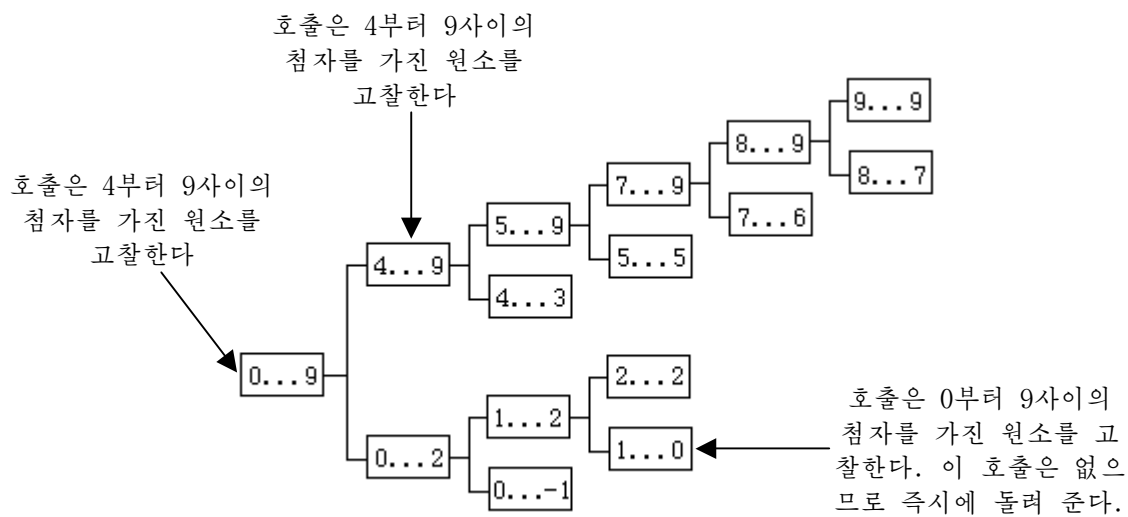 호출은 4부터 9사이의
첨자를 가진 원소를
고찰한다
호출은 4부터 9사이의
첨자를 가진 원소를
고찰한다
9...9
8...9
8...7
7...9
7...6
5...9
5...5
4...9
4...3
0...9
2...2
1...2
1...0
0...2
0...-1
호출은 0부터 9사이의
첨자를 가진 원소를 고
찰한다. 이 호출은 없으
므로 즉시에 돌려 준다.